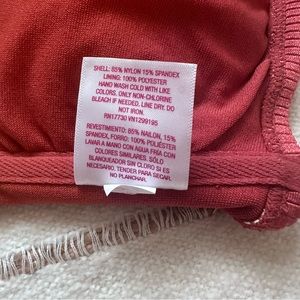 SHELL: 85% NYLON 15% SPANDEX
LINING: 100% POLYESTER
HAND WASH COLD WITH LIKE
COLORS. ONLY NON-CHLORINE
BLEACH IF NEEDED. LINE DRY. DO
NOT IRON.
RN17730 VN1299195
REVESTIMIENTO: 85% NAILON, 15%
SPANDEX, FORRO: 100% POLIÉSTER
LAVAR A MANO CON AGUA FRÍA CON
COLORES SIMILARES. SÓLO
BLANQUEADOR SIN CLORO SI ES
NECESARIO. TENDER PARA SECAR.
NO PLANCHAR.